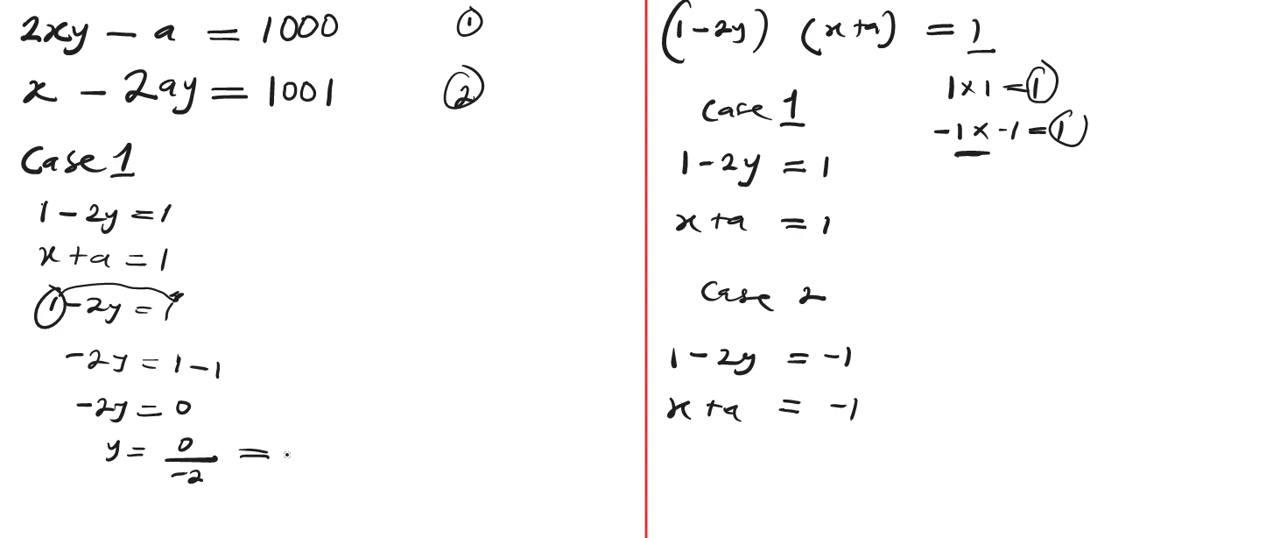 2xy - a = 1000 ①
x - 2ay = 1001 ②
Case 1
1 - 2y = 1
x + a = 1
1 - 2y = 1
-2y = 1 - 1
-2y = 0
y = 0/-2 =
(1 - 2y) (x + a) = 1
1 × 1 = 1
-1 × -1 = 1
Case 1
1 - 2y = 1
x + a = 1
Case 2
1 - 2y = -1
x + a = -1